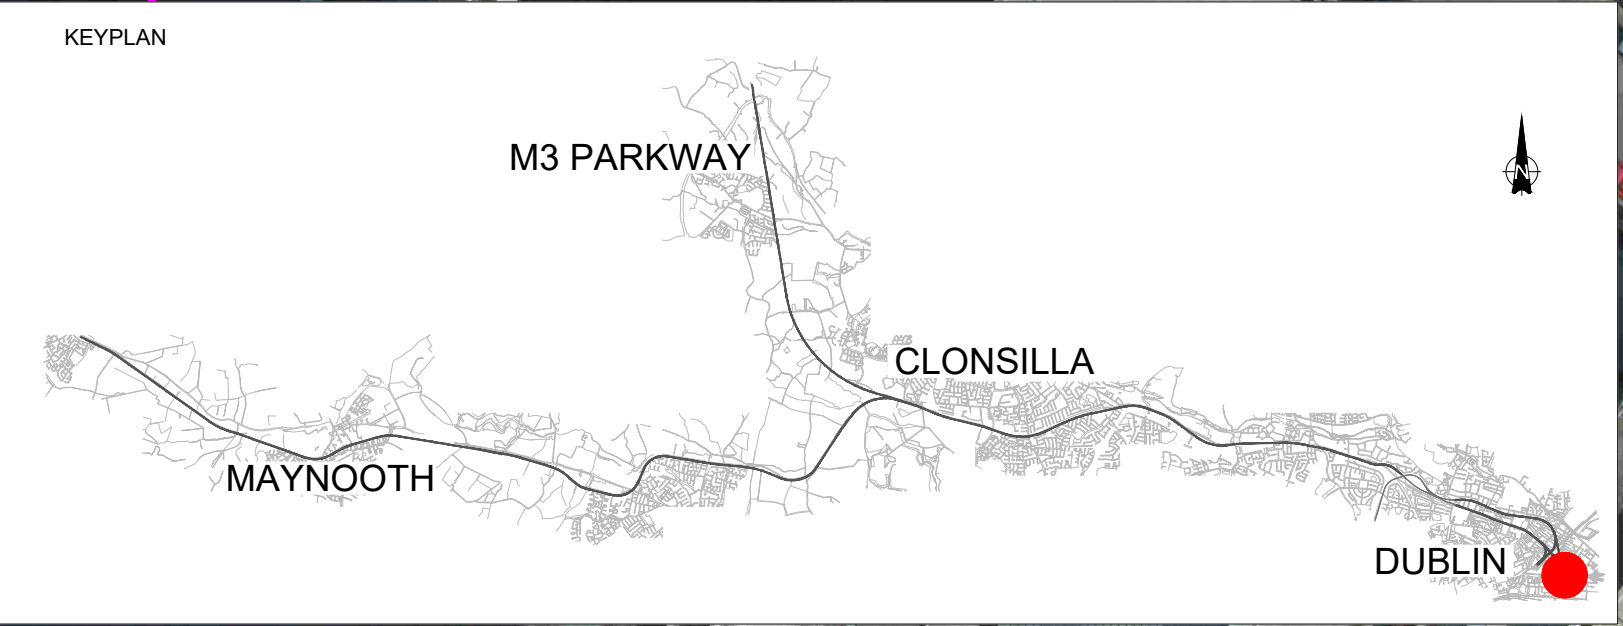 KEYPLAN
M3 PARKWAY
N
CLONSILLA
MAYNOOTH
DUBLIN